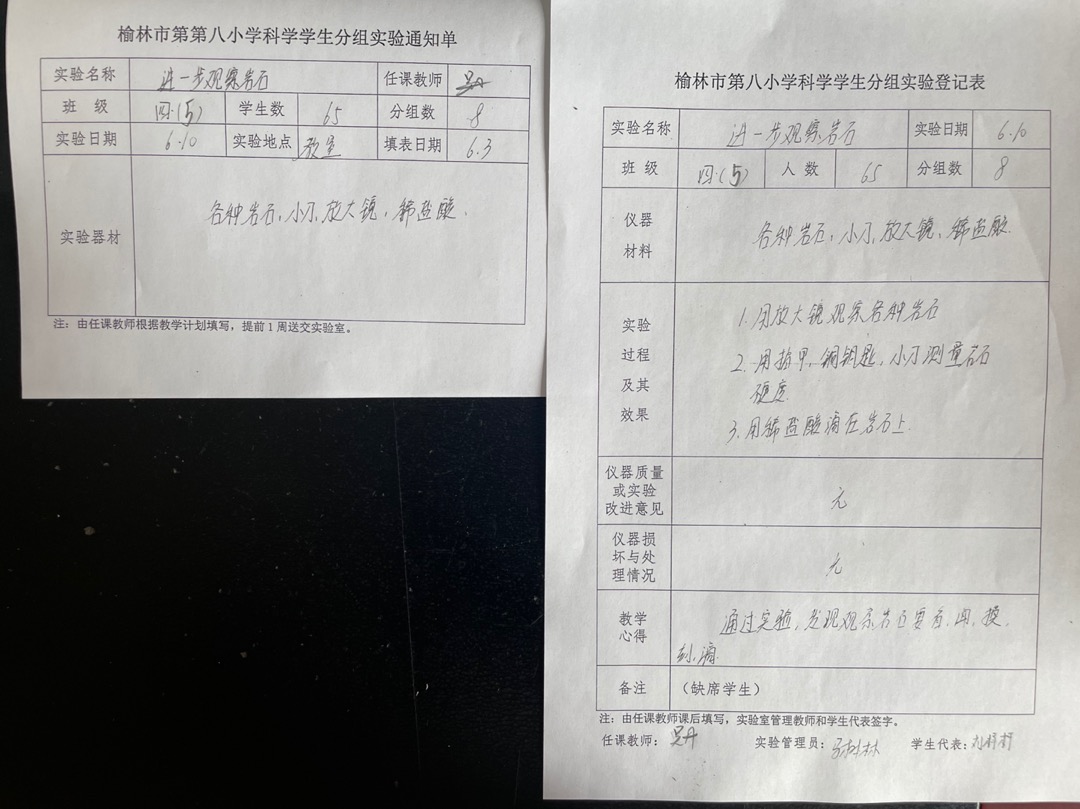 榆林市第第八小学科学学生分组实验通知单
实验名称 进一步观察岩石 任课教师 吴丹
班 级 四.(5) 学生数 65 分组数 8
实验日期 6.10 实验地点 教室 填表日期 6.3
实验器材 各种岩石,小刀,放大镜,稀盐酸.
注:由任课教师根据教学计划填写,提前1周送交实验室。
榆林市第八小学科学学生分组实验登记表
实验名称 进一步观察岩石 实验日期 6.10
班 级 四.(5) 人 数 65 分组数 8
仪器
材料
各种岩石,小刀,放大镜,稀盐酸.
实验
过程
及其
效果
1.用放大镜观察各种岩石
2.用指甲,铜钥匙,小刀测量岩石
硬度.
3.用稀盐酸滴在岩石上.
仪器质量
或实验
改进意见
无
仪器损
坏与处
理情况
无
教学
心得
通过实验,发现观察岩石要看,闻,摸,
刻,滴.
备注 (缺席学生)
注:由任课教师课后填写,实验室管理教师和学生代表签字。
任课教师:吴丹 实验管理员: 学生代表: